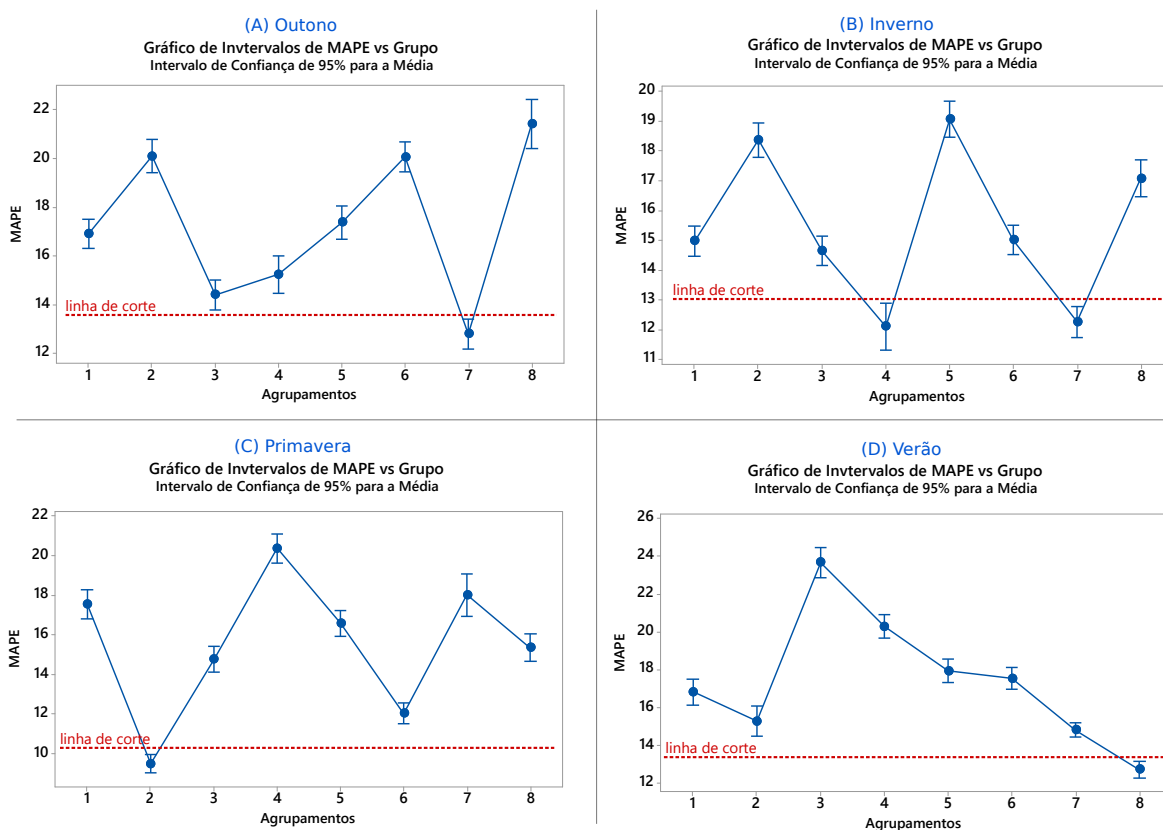 (A) Outono
Gráfico de Invtervalos de MAPE vs Grupo
Intervalo de Confiança de 95% para a Média
MAPE
22
20
18
16
14
12
linha de corte
1 2 3 4 5 6 7 8
Agrupamentos
(B) Inverno
Gráfico de Invtervalos de MAPE vs Grupo
Intervalo de Confiança de 95% para a Média
MAPE
20
19
18
17
16
15
14
13
12
11
linha de corte
1 2 3 4 5 6 7 8
Agrupamentos
(C) Primavera
Gráfico de Invtervalos de MAPE vs Grupo
Intervalo de Confiança de 95% para a Média
MAPE
22
20
18
16
14
12
10
linha de corte
1 2 3 4 5 6 7 8
Agrupamentos
(D) Verão
Gráfico de Invtervalos de MAPE vs Grupo
Intervalo de Confiança de 95% para a Média
MAPE
26
24
22
20
18
16
14
12
linha de corte
1 2 3 4 5 6 7 8
Agrupamentos